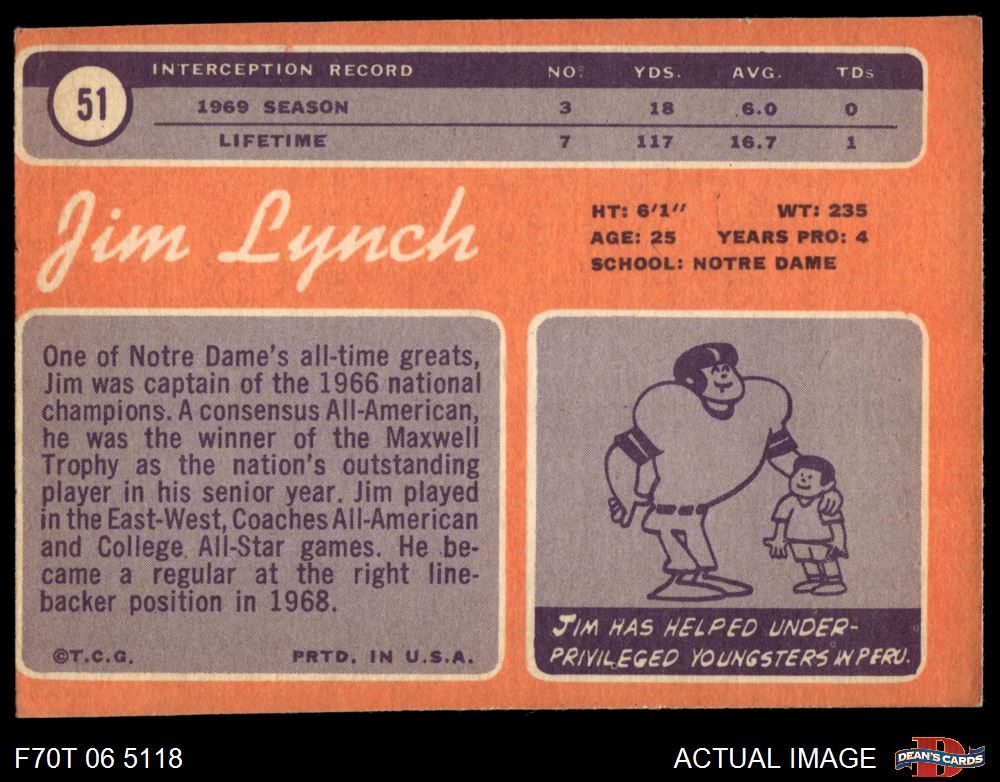 51
INTERCEPTION RECORD NO. YDS. AVG. TDs
1969 SEASON 3 18 6.0 0
LIFETIME 7 117 16.7 1
Jim Lynch
HT: 6'1" WT: 235
AGE: 25 YEARS PRO: 4
SCHOOL: NOTRE DAME
One of Notre Dame's all-time greats,
Jim was captain of the 1966 national
champions. A consensus All-American,
he was the winner of the Maxwell
Trophy as the nation's outstanding
player in his senior year. Jim played
in the East-West, Coaches All-American
and College All-Star games. He be-
came a regular at the right line-
backer position in 1968.
©T.C.G. PRTD. IN U.S.A.
JIM HAS HELPED UNDER-
PRIVILEGED YOUNGSTERS IN PERU.
F70T 06 5118
ACTUAL IMAGE
D
DEAN'S CARDS